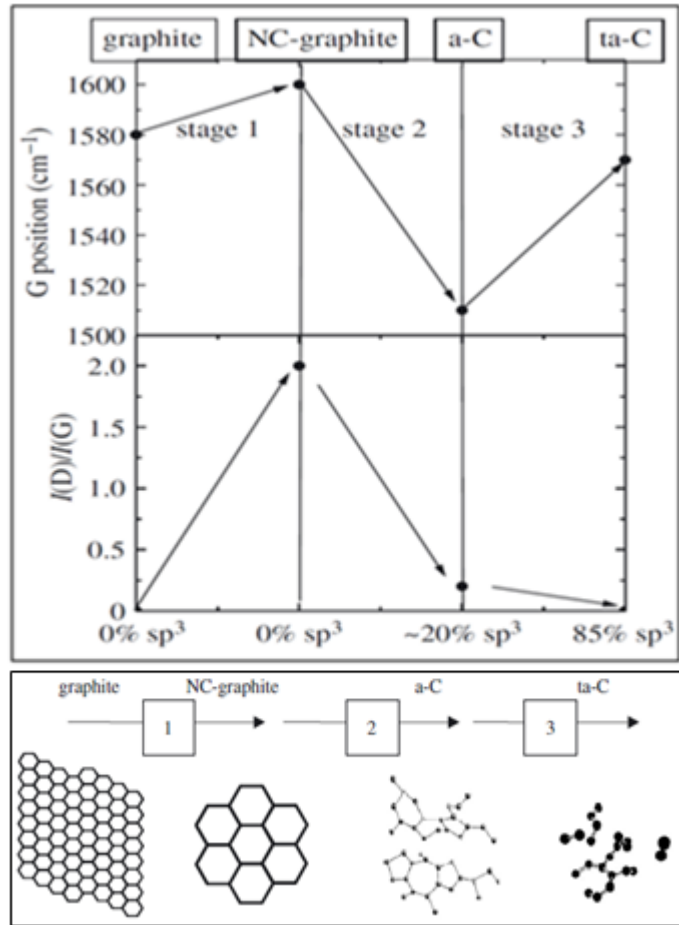 graphite NC-graphite a-C ta-C
1600
1580
1560
1540
1520
1500
G position (cm⁻¹)
stage 1 stage 2 stage 3
2.0
1.5
1.0
0.5
0
I(D)/I(G)
0% sp³ 0% sp³ ~20% sp³ 85% sp³
graphite NC-graphite a-C ta-C
1 2 3